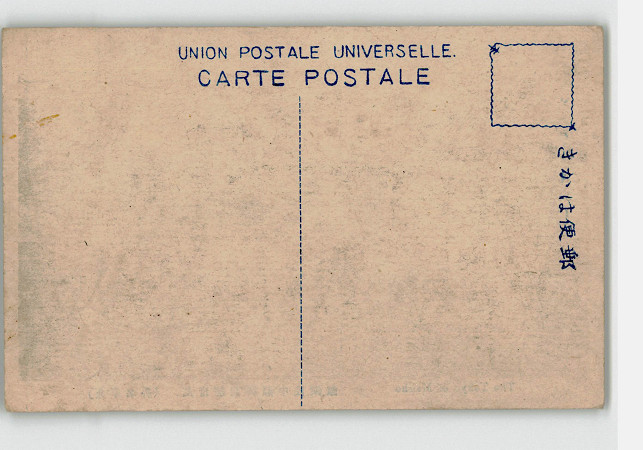 UNION POSTALE UNIVERSELLE.
CARTE POSTALE
きかは便郵